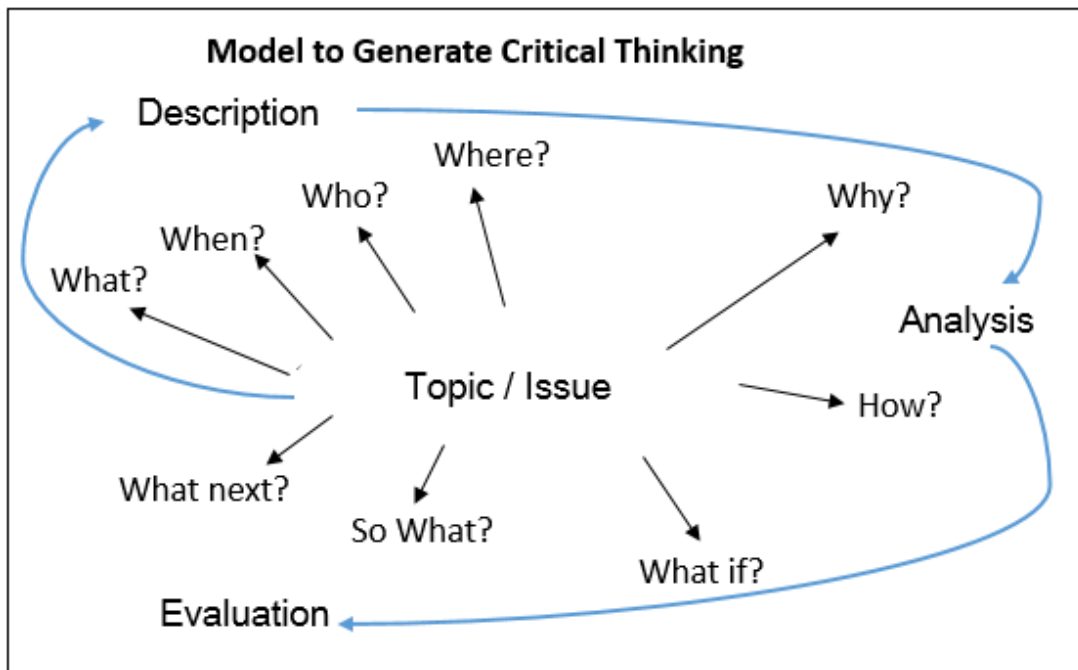 Model to Generate Critical Thinking
Description
Where?
Who?
Why?
When?
What?
Analysis
Topic / Issue
How?
What next?
So What?
What if?
Evaluation